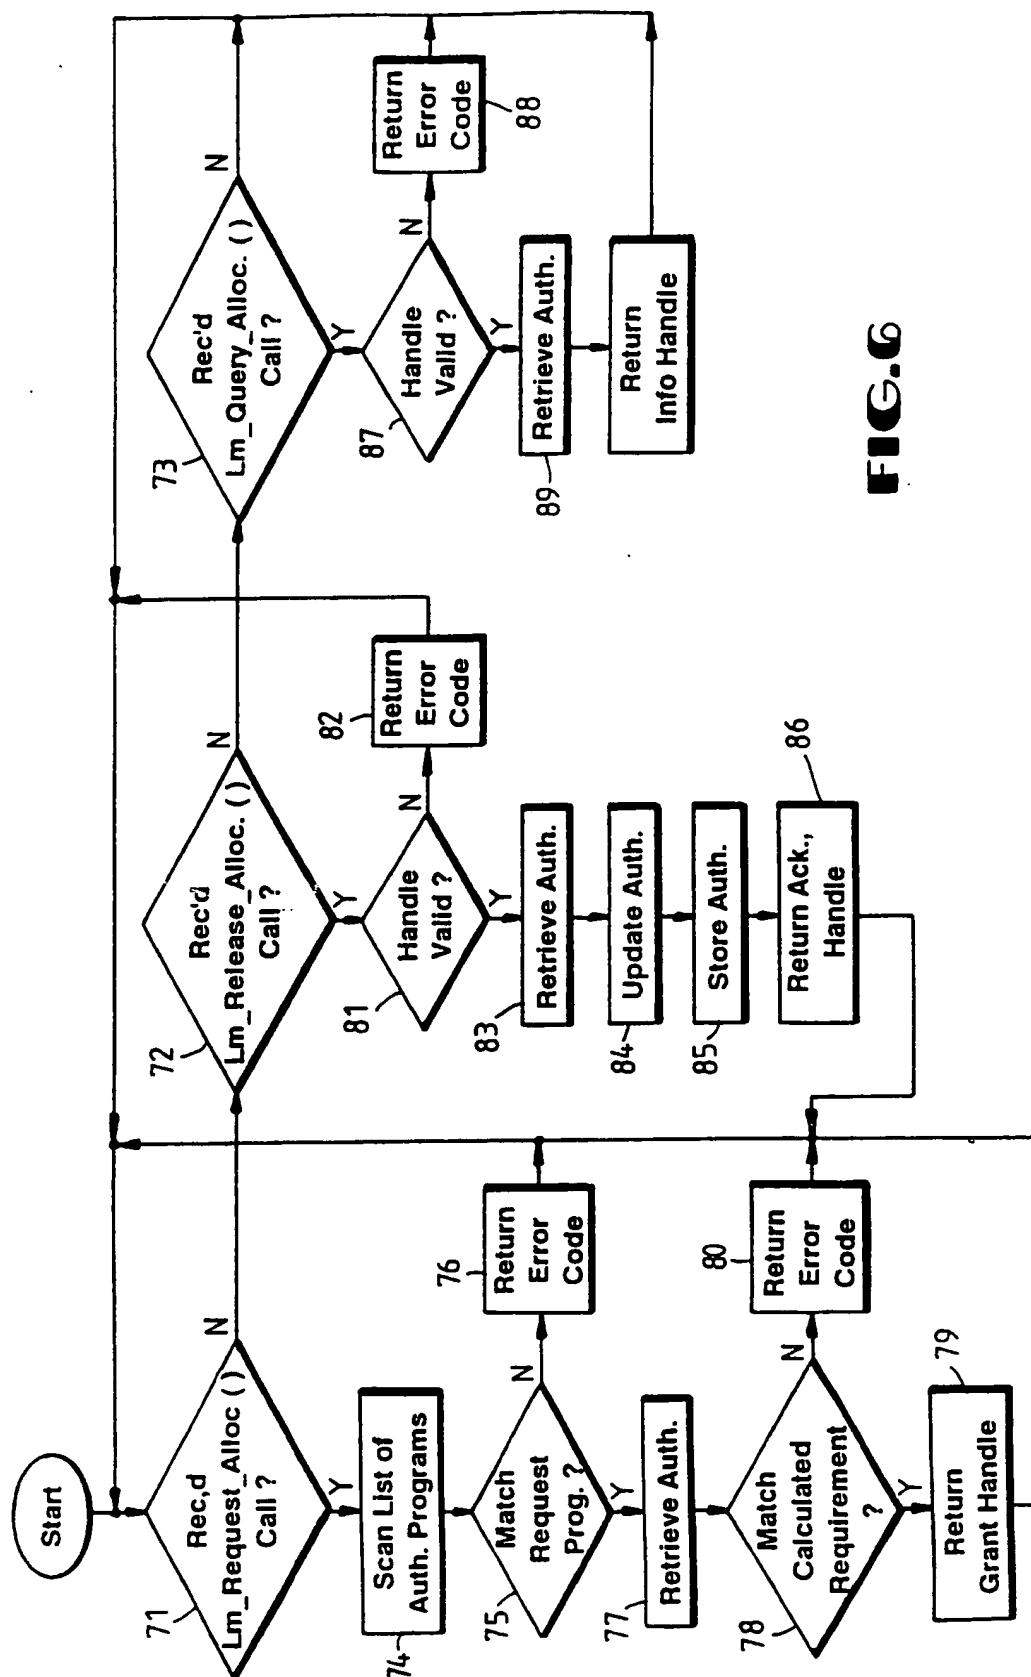 Start
71
Rec,d
Lm_Request_Alloc ( )
Call ?
N
Y
74
Scan List of
Auth. Programs
75
Match
Request
Prog. ?
N
Y
76
Return
Error
Code
77
Retrieve Auth.
78
Match
Calculated
Requirement
?
N
Y
80
Return
Error
Code
79
Return
Grant Handle
72
Rec'd
Lm_Release_Alloc. ( )
Call ?
N
Y
81
Handle
Valid ?
N
Y
82
Return
Error
Code
83
Retrieve Auth.
84
Update Auth.
85
Store Auth.
86
Return Ack.,
Handle
73
Rec'd
Lm_Query_Alloc. ( )
Call ?
N
Y
87
Handle
Valid ?
N
Y
Return
Error
Code
88
89
Retrieve Auth.
Return
Info Handle
FIG.6